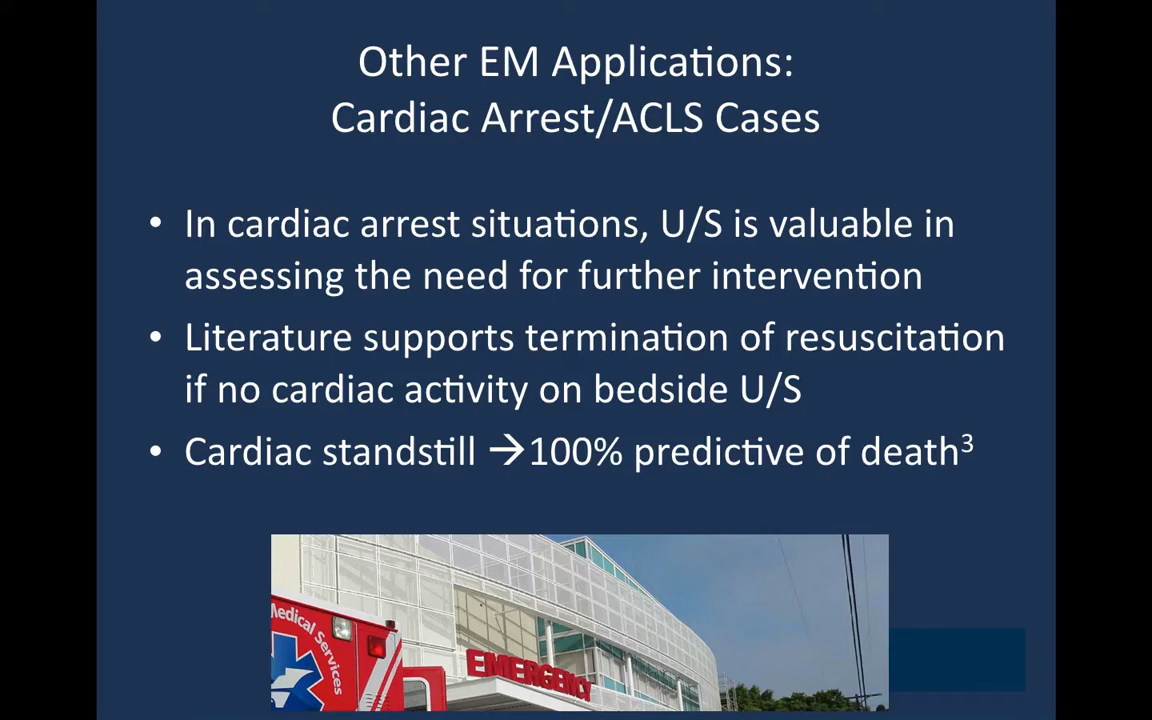 Other EM Applications:
Cardiac Arrest/ACLS Cases
• In cardiac arrest situations, U/S is valuable in
assessing the need for further intervention
• Literature supports termination of resuscitation
if no cardiac activity on bedside U/S
• Cardiac standstill →100% predictive of death³
Medical Services
EMERGENCY